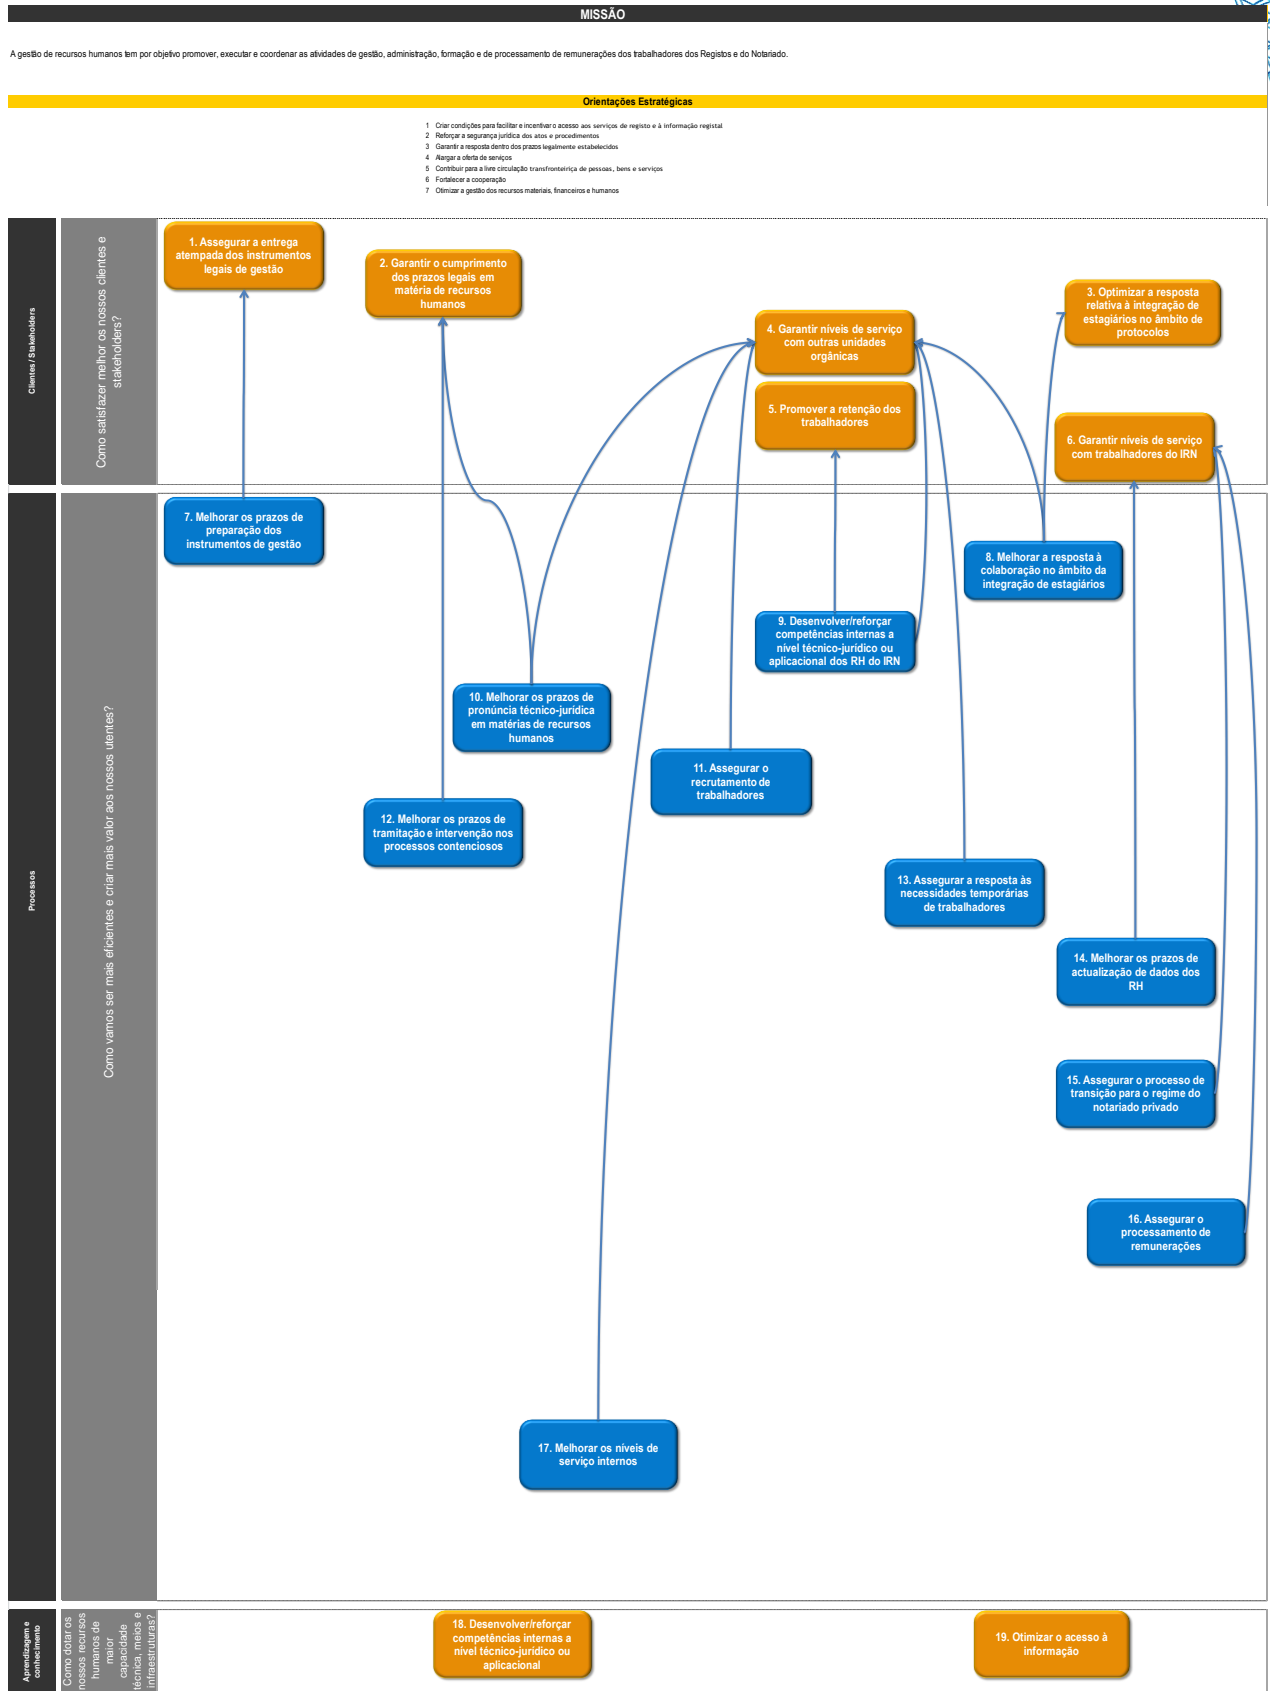 MISSÃO
A gestão de recursos humanos tem por objetivo promover, executar e coordenar as atividades de gestão, administração, formação e de processamento de remunerações dos trabalhadores dos Registos e do Notariado.
Orientações Estratégicas
1 Criar condições para facilitar e incentivar o acesso aos serviços de registo e à informação registal
2 Reforçar a segurança jurídica dos atos e procedimentos
3 Garantir a resposta dentro dos prazos legalmente estabelecidos
4 Alargar a oferta de serviços
5 Contribuir para a livre circulação transfronteiriça de pessoas, bens e serviços
6 Fortalecer a cooperação
7 Otimizar a gestão dos recursos materiais, financeiros e humanos
Clientes / Stakeholders
Como satisfazer melhor os nossos clientes e
stakeholders?
1. Assegurar a entrega
atempada dos instrumentos
legais de gestão
2. Garantir o cumprimento
dos prazos legais em
matéria de recursos
humanos
3. Optimizar a resposta
relativa à integração de
estagiários no âmbito de
protocolos
4. Garantir níveis de serviço
com outras unidades
orgânicas
5. Promover a retenção dos
trabalhadores
6. Garantir níveis de serviço
com trabalhadores do IRN
Processos
Como vamos ser mais eficientes e criar mais valor aos nossos utentes?
7. Melhorar os prazos de
preparação dos
instrumentos de gestão
8. Melhorar a resposta à
colaboração no âmbito da
integração de estagiários
9. Desenvolver/reforçar
competências internas a
nível técnico-jurídico ou
aplicacional dos RH do IRN
10. Melhorar os prazos de
pronúncia técnico-jurídica
em matérias de recursos
humanos
11. Assegurar o
recrutamento de
trabalhadores
12. Melhorar os prazos de
tramitação e intervenção nos
processos contenciosos
13. Assegurar a resposta às
necessidades temporárias
de trabalhadores
14. Melhorar os prazos de
actualização de dados dos
RH
15. Assegurar o processo de
transição para o regime do
notariado privado
16. Assegurar o
processamento de
remunerações
17. Melhorar os níveis de
serviço internos
Aprendizagem e
conhecimento
Como dotar os
nossos recursos
humanos de
maior
capacidade
técnica, meios e
infraestruturas?
18. Desenvolver/reforçar
competências internas a
nível técnico-jurídico ou
aplicacional
19. Otimizar o acesso à
informação